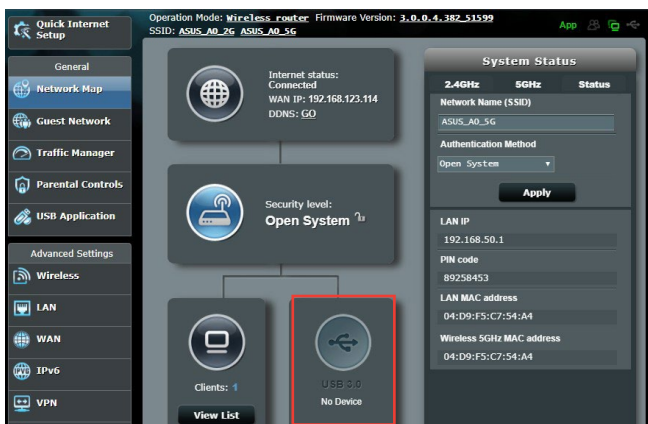 Quick Internet
Setup
Operation Mode: Wireless router Firmware Version: 3.0.0.4.382_51599
SSID: ASUS_A0_2G ASUS_A0_5G
App
General
Network Map
Guest Network
Traffic Manager
Parental Controls
USB Application
Advanced Settings
Wireless
LAN
WAN
IPv6
VPN
Internet status:
Connected
WAN IP: 192.168.123.114
DDNS: GO
Security level:
Open System
Clients: 1
View List
USB 3.0
No Device
System Status
2.4GHz 5GHz Status
Network Name (SSID)
ASUS_A0_5G
Authentication Method
Open System
Apply
LAN IP
192.168.50.1
PIN code
89258453
LAN MAC address
04:D9:F5:C7:54:A4
Wireless 5GHz MAC address
04:D9:F5:C7:54:A4